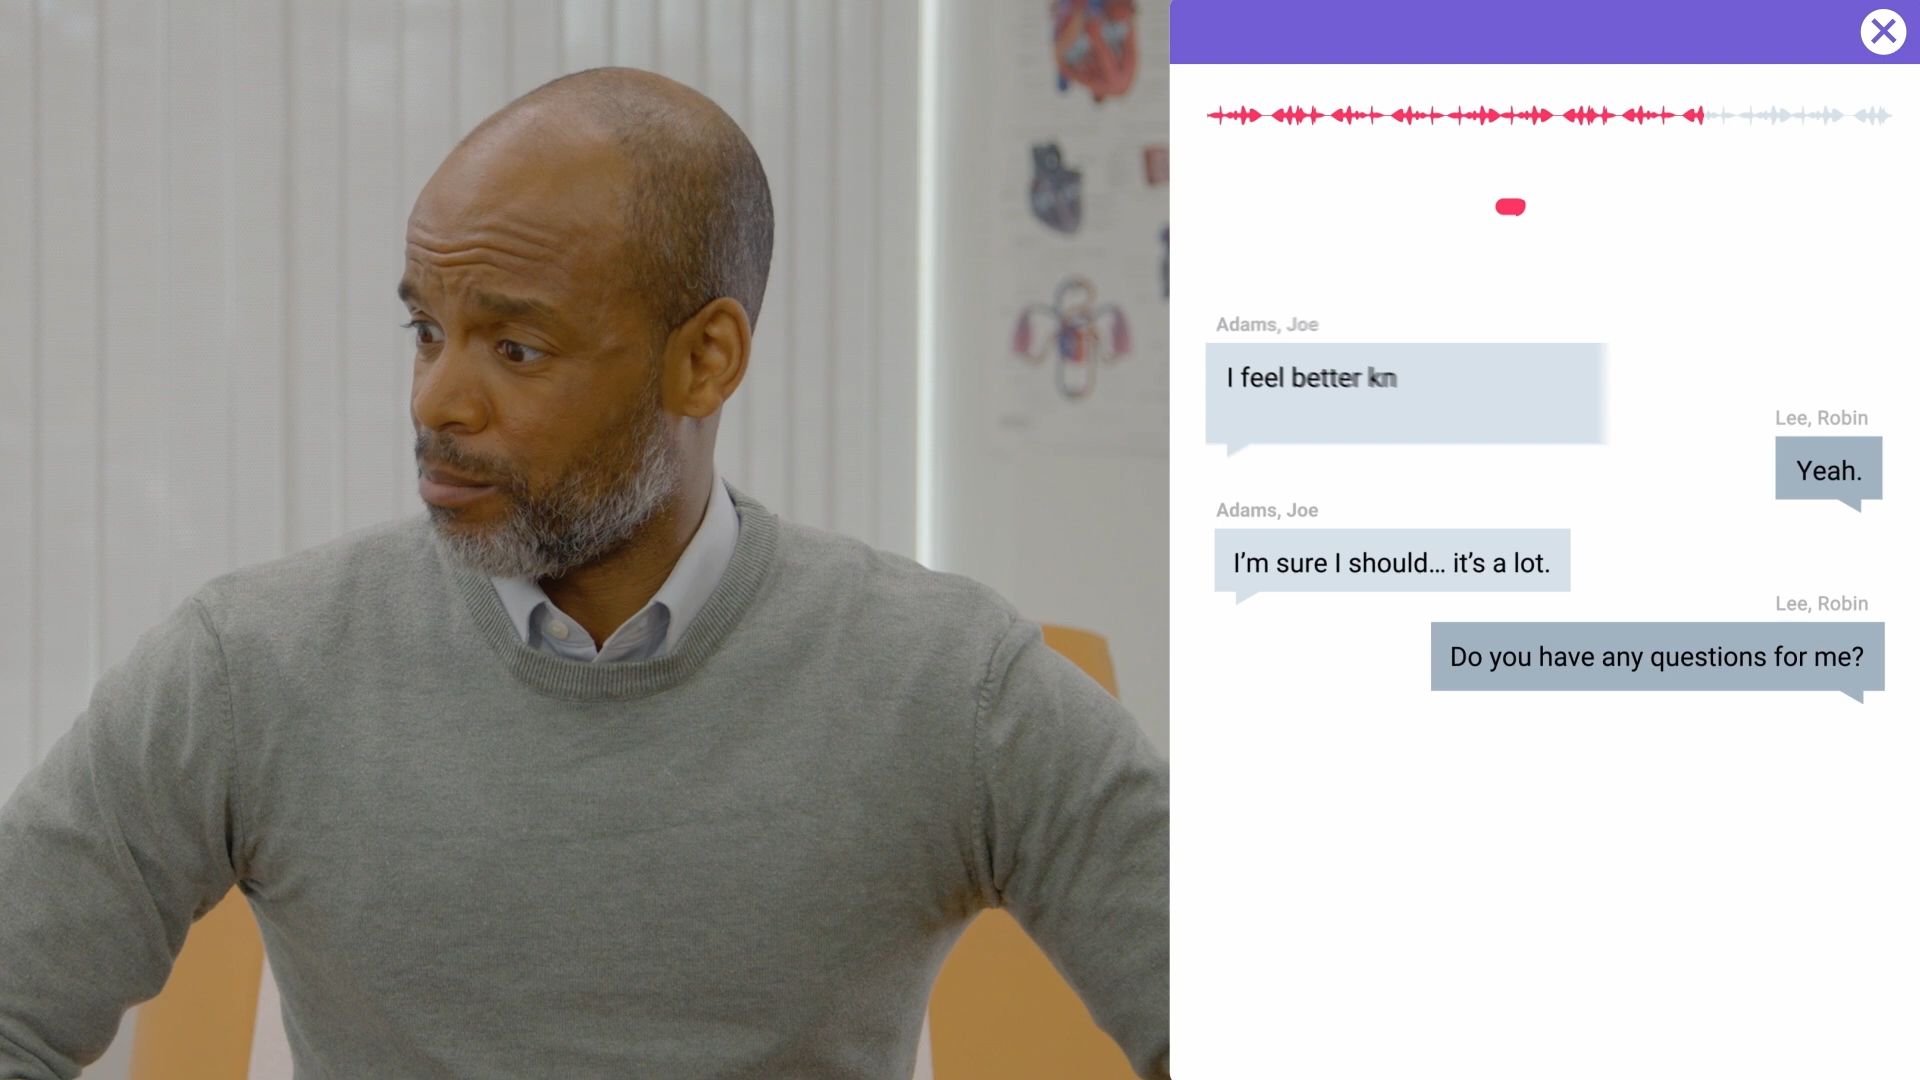 Adams, Joe
I feel better kn
Lee, Robin
Yeah.
Adams, Joe
I’m sure I should... it’s a lot.
Lee, Robin
Do you have any questions for me?